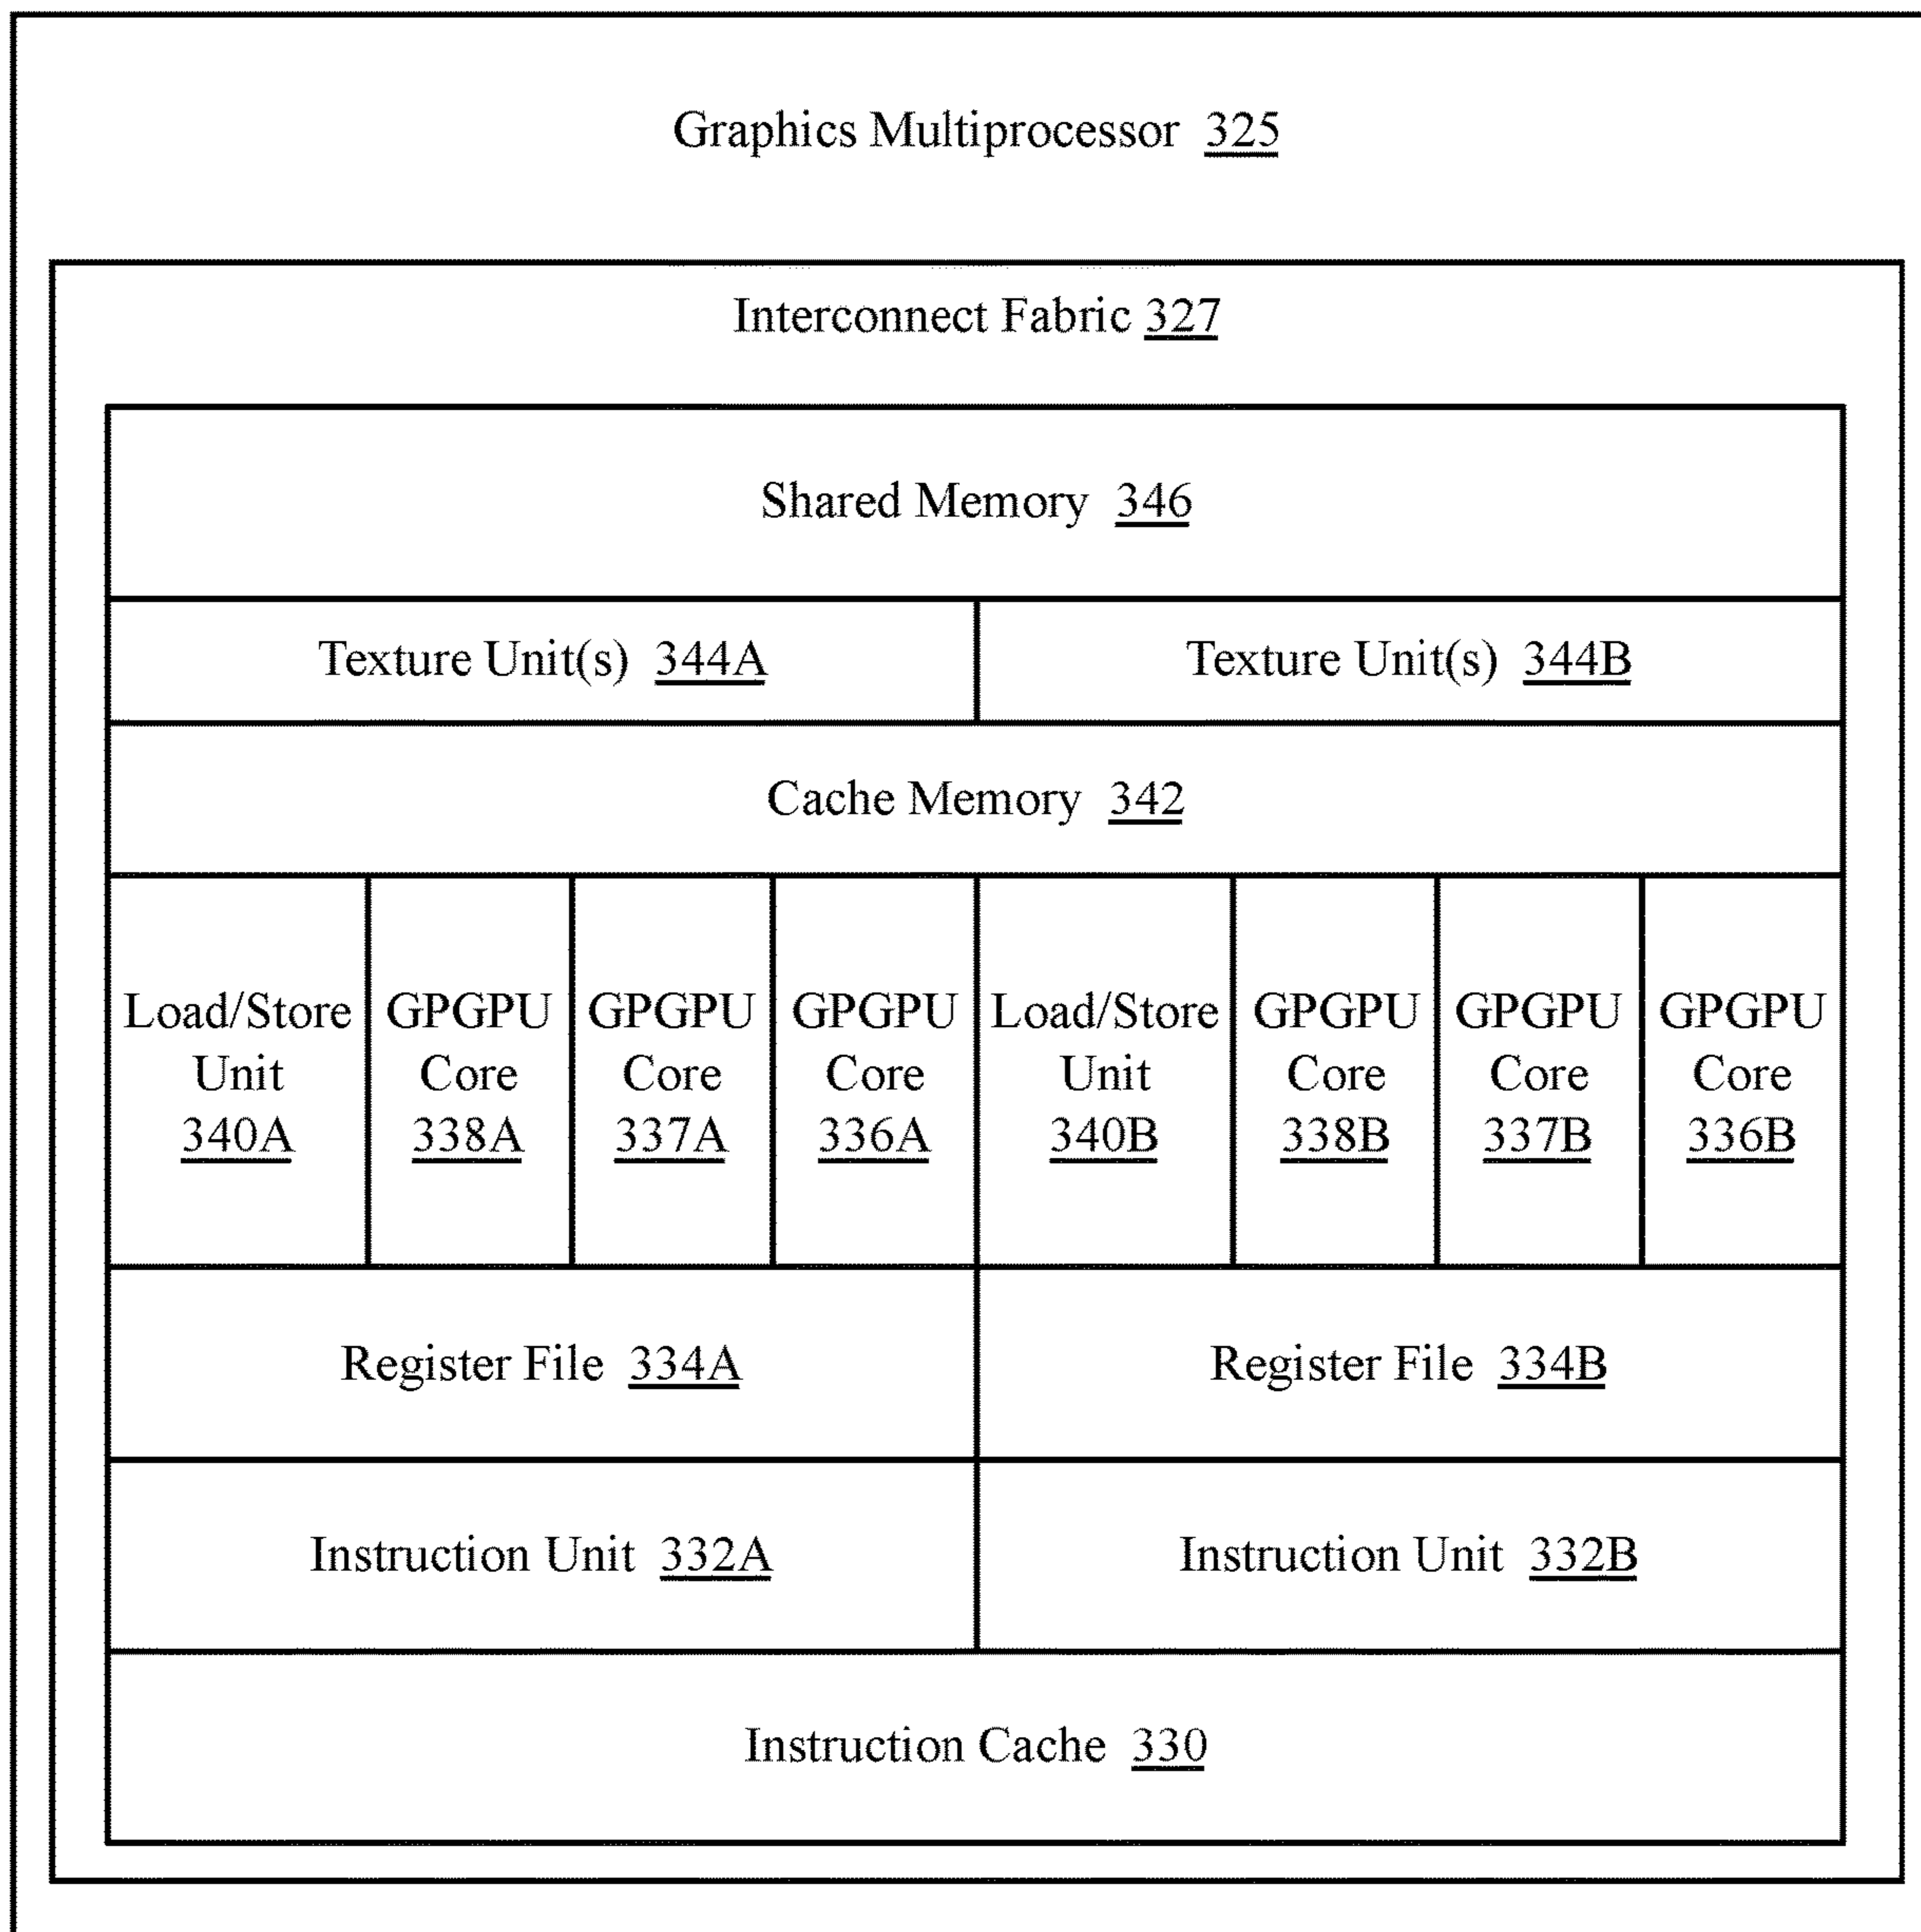 Graphics Multiprocessor 325
Interconnect Fabric 327
Shared Memory 346
Texture Unit(s) 344A
Texture Unit(s) 344B
Cache Memory 342
Load/Store
Unit
340A
GPGPU
Core
338A
GPGPU
Core
337A
GPGPU
Core
336A
Load/Store
Unit
340B
GPGPU
Core
338B
GPGPU
Core
337B
GPGPU
Core
336B
Register File 334A
Register File 334B
Instruction Unit 332A
Instruction Unit 332B
Instruction Cache 330